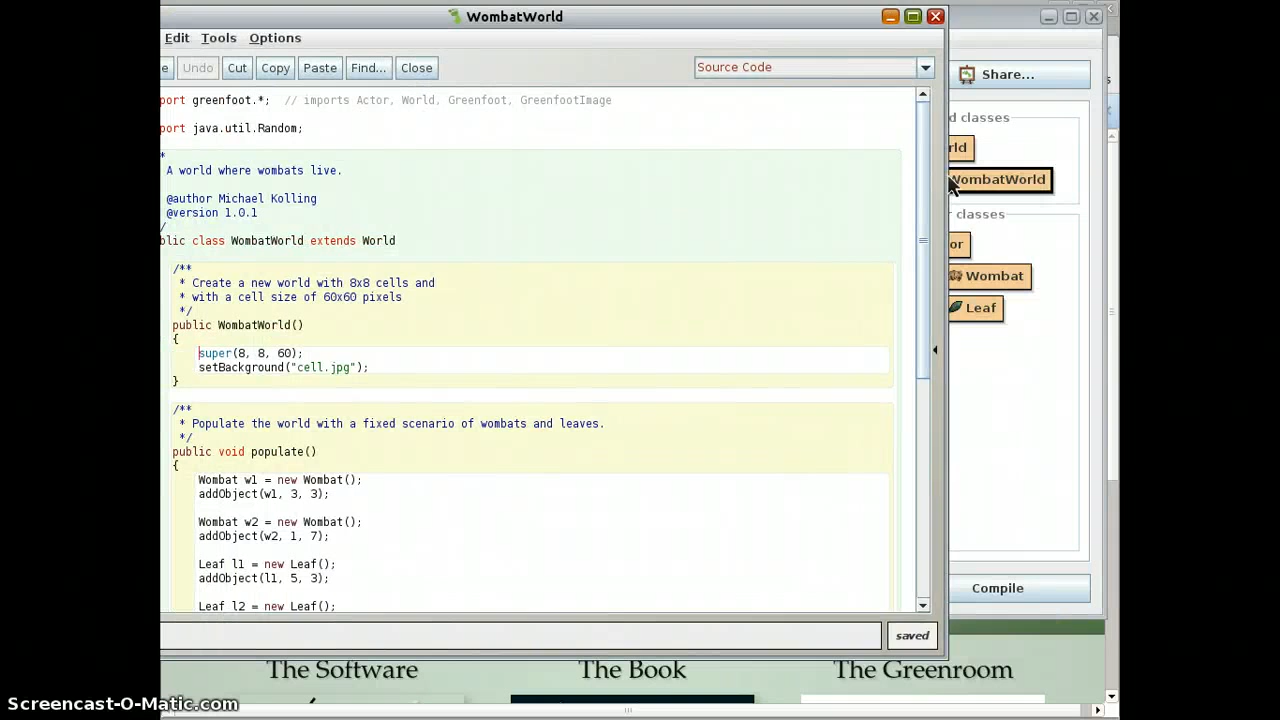 WombatWorld
Edit Tools Options
e Undo Cut Copy Paste Find... Close
Source Code
Share...
port greenfoot.*;  // imports Actor, World, Greenfoot, GreenfootImage
port java.util.Random;
*
A world where wombats live.
@author Michael Kolling
@version 1.0.1
/
blic class WombatWorld extends World
/**
* Create a new world with 8x8 cells and
* with a cell size of 60x60 pixels
*/
public WombatWorld()
{
super(8, 8, 60);
setBackground("cell.jpg");
}
/**
* Populate the world with a fixed scenario of wombats and leaves.
*/
public void populate()
{
Wombat w1 = new Wombat();
addObject(w1, 3, 3);
Wombat w2 = new Wombat();
addObject(w2, 1, 7);
Leaf l1 = new Leaf();
addObject(l1, 5, 3);
Leaf l2 = new Leaf();
saved
d classes
rld
WombatWorld
classes
or
Wombat
Leaf
Compile
The Software
The Book
The Greenroom
Screencast-O-Matic.com